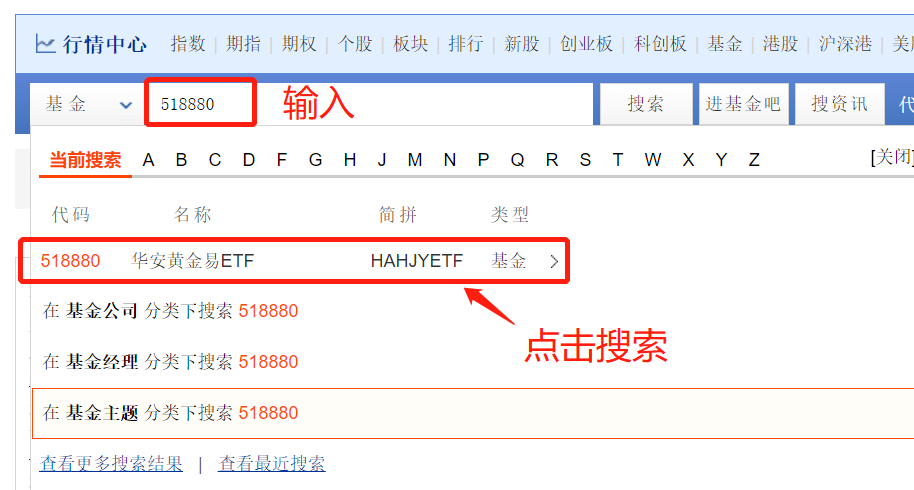 行情中心 指数 | 期指 | 期权 | 个股 | 板块 | 排行 | 新股 | 创业板 | 科创板 | 基金 | 港股 | 沪深港 | 美
基金 518880 输入 搜索 进基金吧 搜资讯 代
当前搜索 A B C D F G H J M N P Q R S T W X Y Z [关闭]
代码 名称 简拼 类型
518880 华安黄金易ETF HAHJYETF 基金 >
在 基金公司 分类下搜索 518880
点击搜索
在 基金经理 分类下搜索 518880
在 基金主题 分类下搜索 518880
查看更多搜索结果 | 查看最近搜索